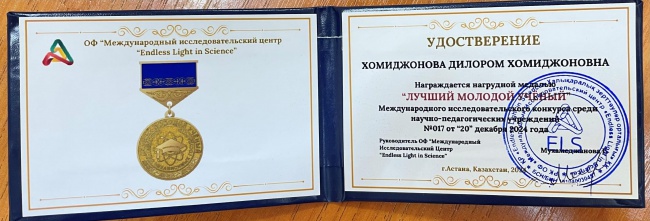 ОФ “Международный исследовательский центр
“Endless Light in Science”
УДОСТВЕРЕНИЕ
ХОМИДЖОНОВА ДИЛОРОМ ХОМИДЖОНОВНА
Награждается нагрудной медалью
“ЛУЧШИЙ МОЛОДОЙ УЧЕНЫЙ”
Международного исследовательского конкурса среди
научно-педагогических учреждений
№017 от “20” декабря 2024 года
Руководитель ОФ “Международный
Исследовательский Центр
“Endless Light in Science”
г.Астана, Казахстан,
ELS